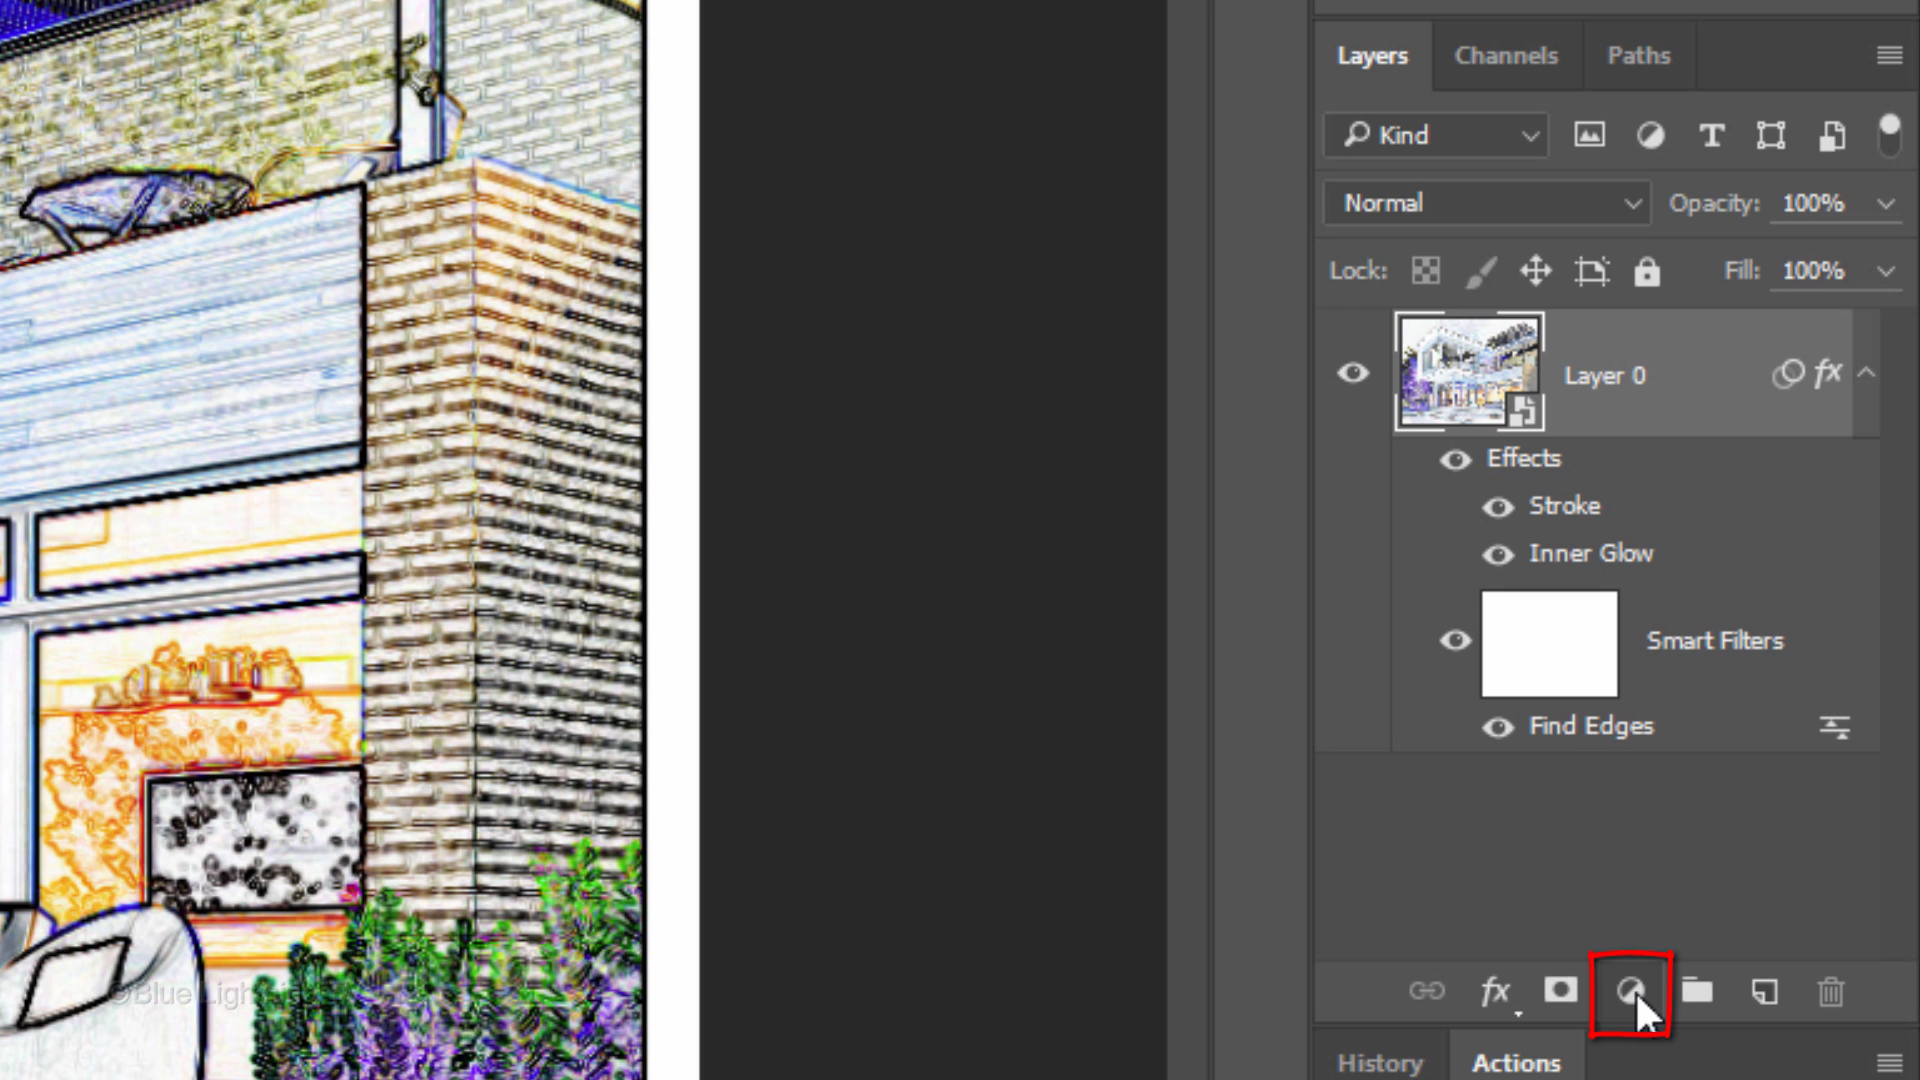 Layers Channels Paths
Kind
Normal Opacity: 100%
Lock: Fill: 100%
Layer 0 fx
Effects
Stroke
Inner Glow
Smart Filters
Find Edges
fx
©Blue
History Actions